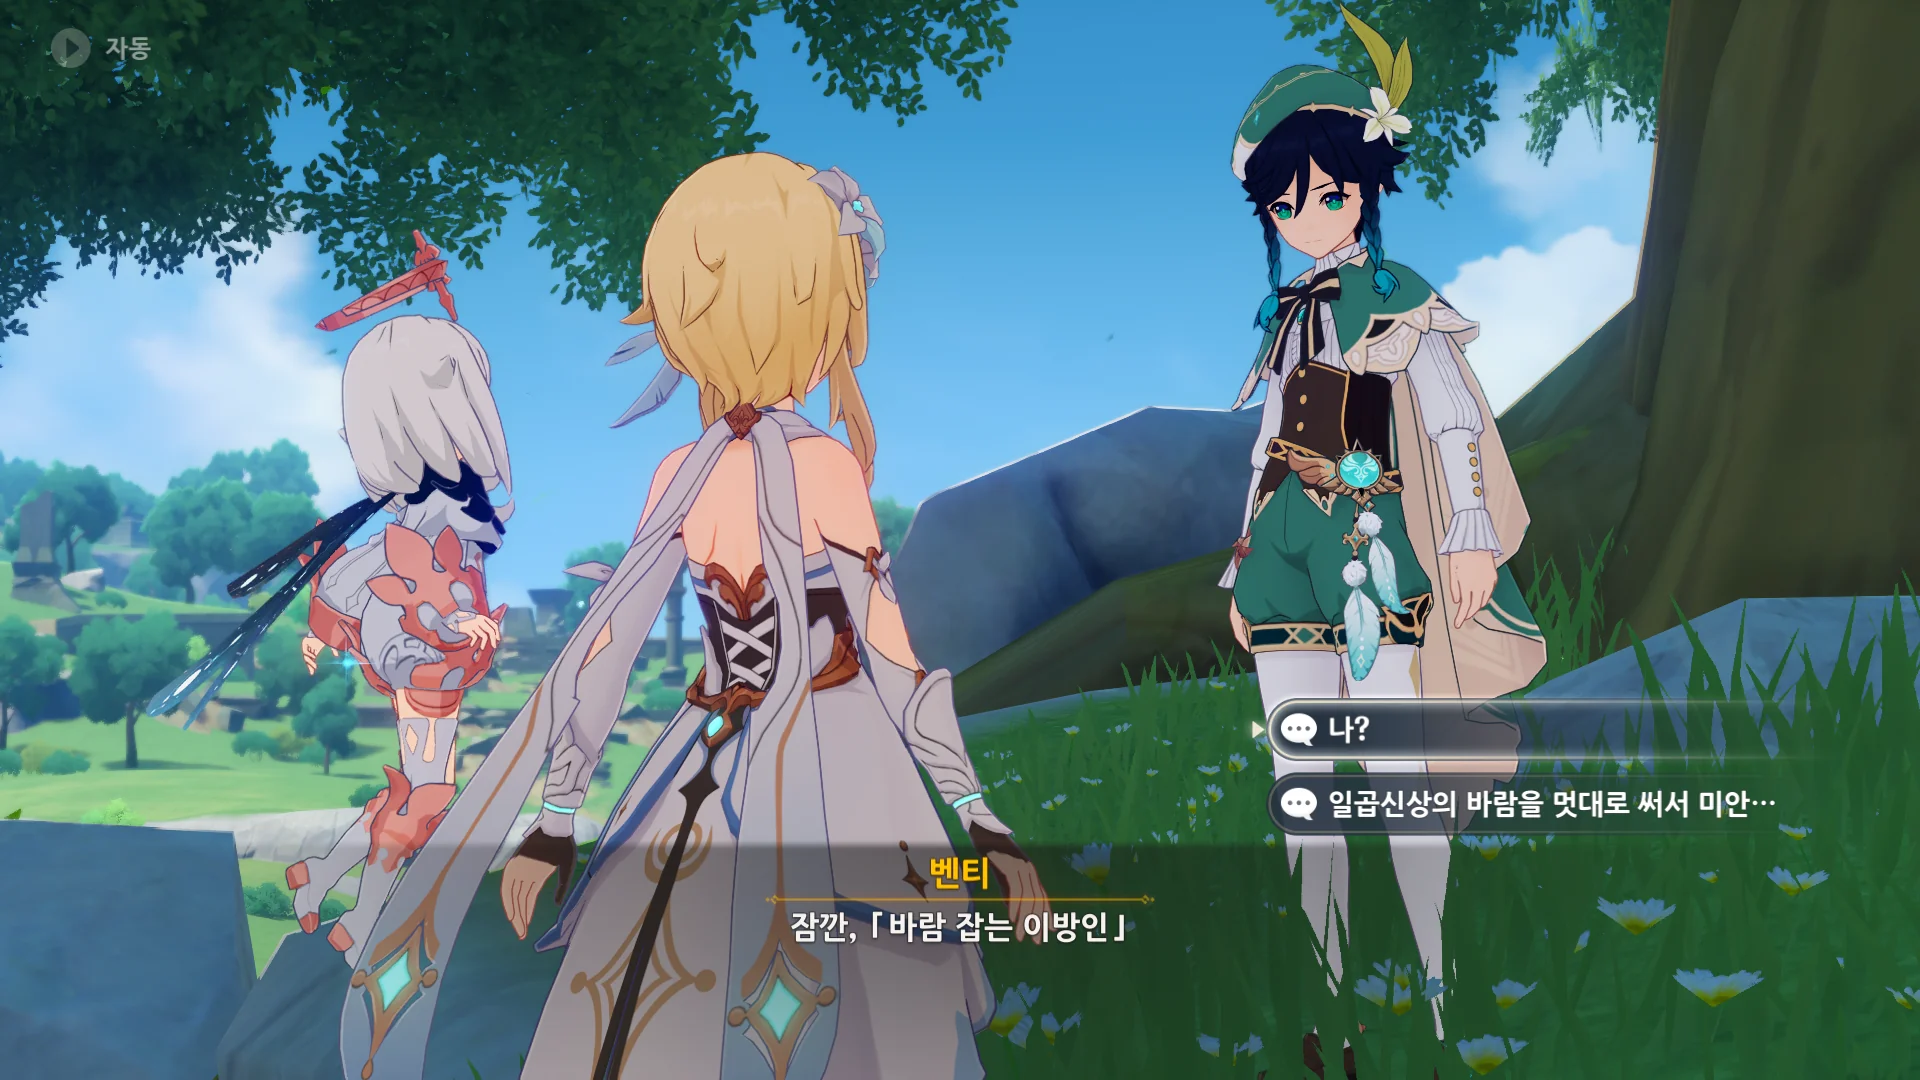 자동
나?
일곱신상의 바람을 멋대로 써서 미안…
벤티
잠깐, 「바람 잡는 이방인」